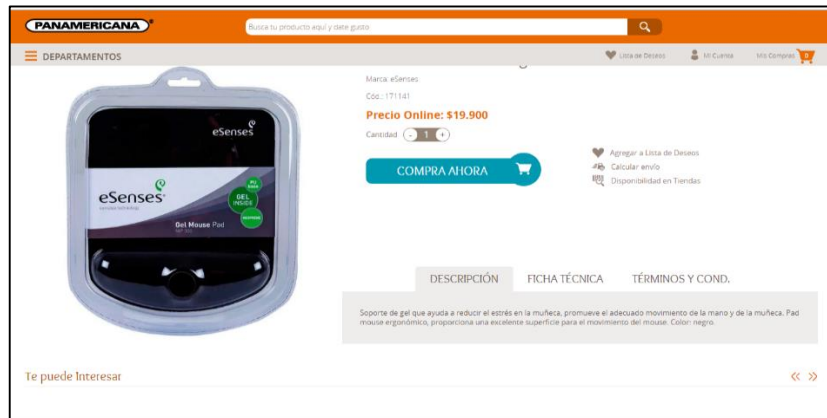 PANAMERICANA
Busca tu producto aquí y date gusto
DEPARTAMENTOS
Lista de Deseos
Mi Cuenta
Mis Compras
0
Marca: eSenses
Cód.: 171141
Precio Online: $19.900
Cantidad - 1 +
COMPRA AHORA
Agregar a Lista de Deseos
Calcular envío
Disponibilidad en Tiendas
eSenses
eSenses
GEL
INSIDE
Gel Mouse Pad
DESCRIPCIÓN
FICHA TÉCNICA
TÉRMINOS Y COND.
Soporte de gel que ayuda a reducir el estrés en la muñeca, promueve el adecuado movimiento de la mano y de la muñeca. Pad
mouse ergonómico, proporciona una excelente superficie para el movimiento del mouse. Color: negro.
Te puede Interesar